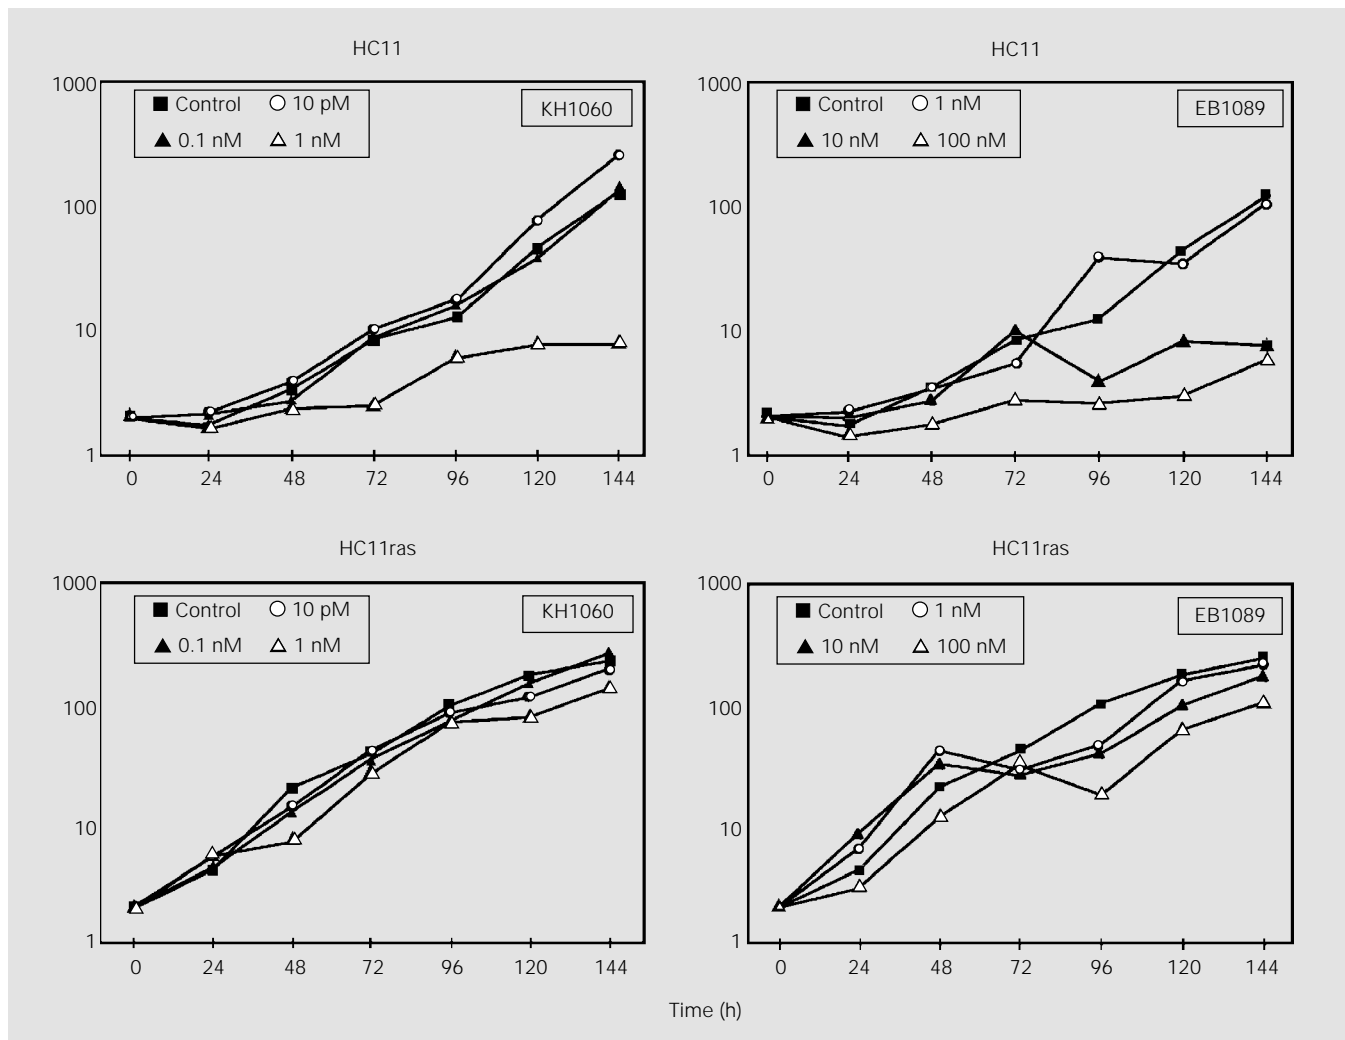 HC11
1000
Control 10 pM
0.1 nM 1 nM
KH1060
100
10
1
0 24 48 72 96 120 144
HC11
1000
Control 1 nM
10 nM 100 nM
EB1089
100
10
1
0 24 48 72 96 120 144
HC11ras
1000
Control 10 pM
0.1 nM 1 nM
KH1060
100
10
1
0 24 48 72 96 120 144
HC11ras
1000
Control 1 nM
10 nM 100 nM
EB1089
100
10
1
0 24 48 72 96 120 144
Time (h)